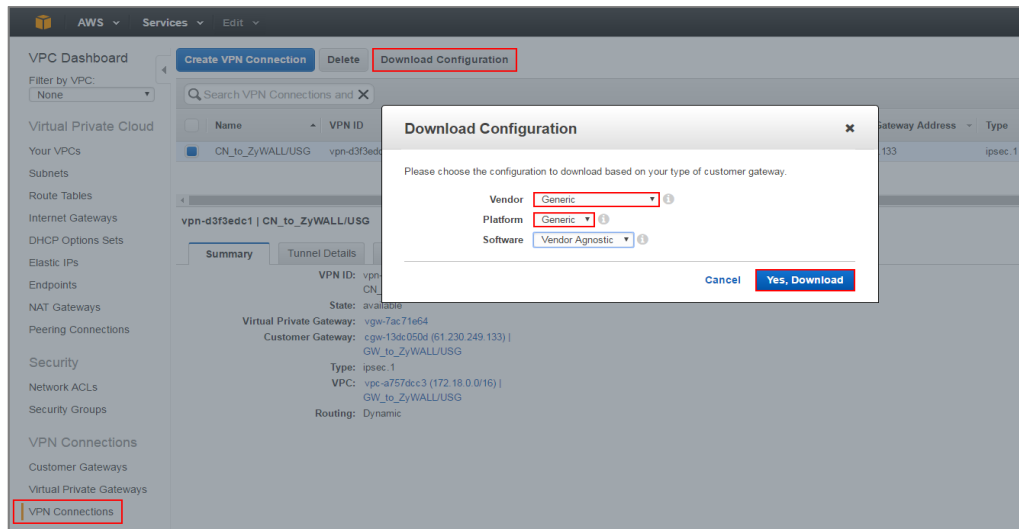 AWS Services Edit
VPC Dashboard
Filter by VPC:
None
Virtual Private Cloud
Your VPCs
Subnets
Route Tables
Internet Gateways
DHCP Options Sets
Elastic IPs
Endpoints
NAT Gateways
Peering Connections
Security
Network ACLs
Security Groups
VPN Connections
Customer Gateways
Virtual Private Gateways
VPN Connections
Create VPN Connection Delete Download Configuration
Search VPN Connections and
Name VPN ID Gateway Address Type
CN_to_ZyWALL/USG vpn-d3f3edc .133 ipsec.1
Download Configuration
Please choose the configuration to download based on your type of customer gateway.
Vendor Generic
Platform Generic
Software Vendor Agnostic
Cancel Yes, Download
vpn-d3f3edc1 | CN_to_ZyWALL/USG
Summary Tunnel Details
VPN ID: vpn-
CN_
State: available
Virtual Private Gateway: vgw-7ac71e64
Customer Gateway: cgw-13dc050d (61.230.249.133) |
GW_to_ZyWALL/USG
Type: ipsec.1
VPC: vpc-a757dcc3 (172.18.0.0/16) |
GW_to_ZyWALL/USG
Routing: Dynamic